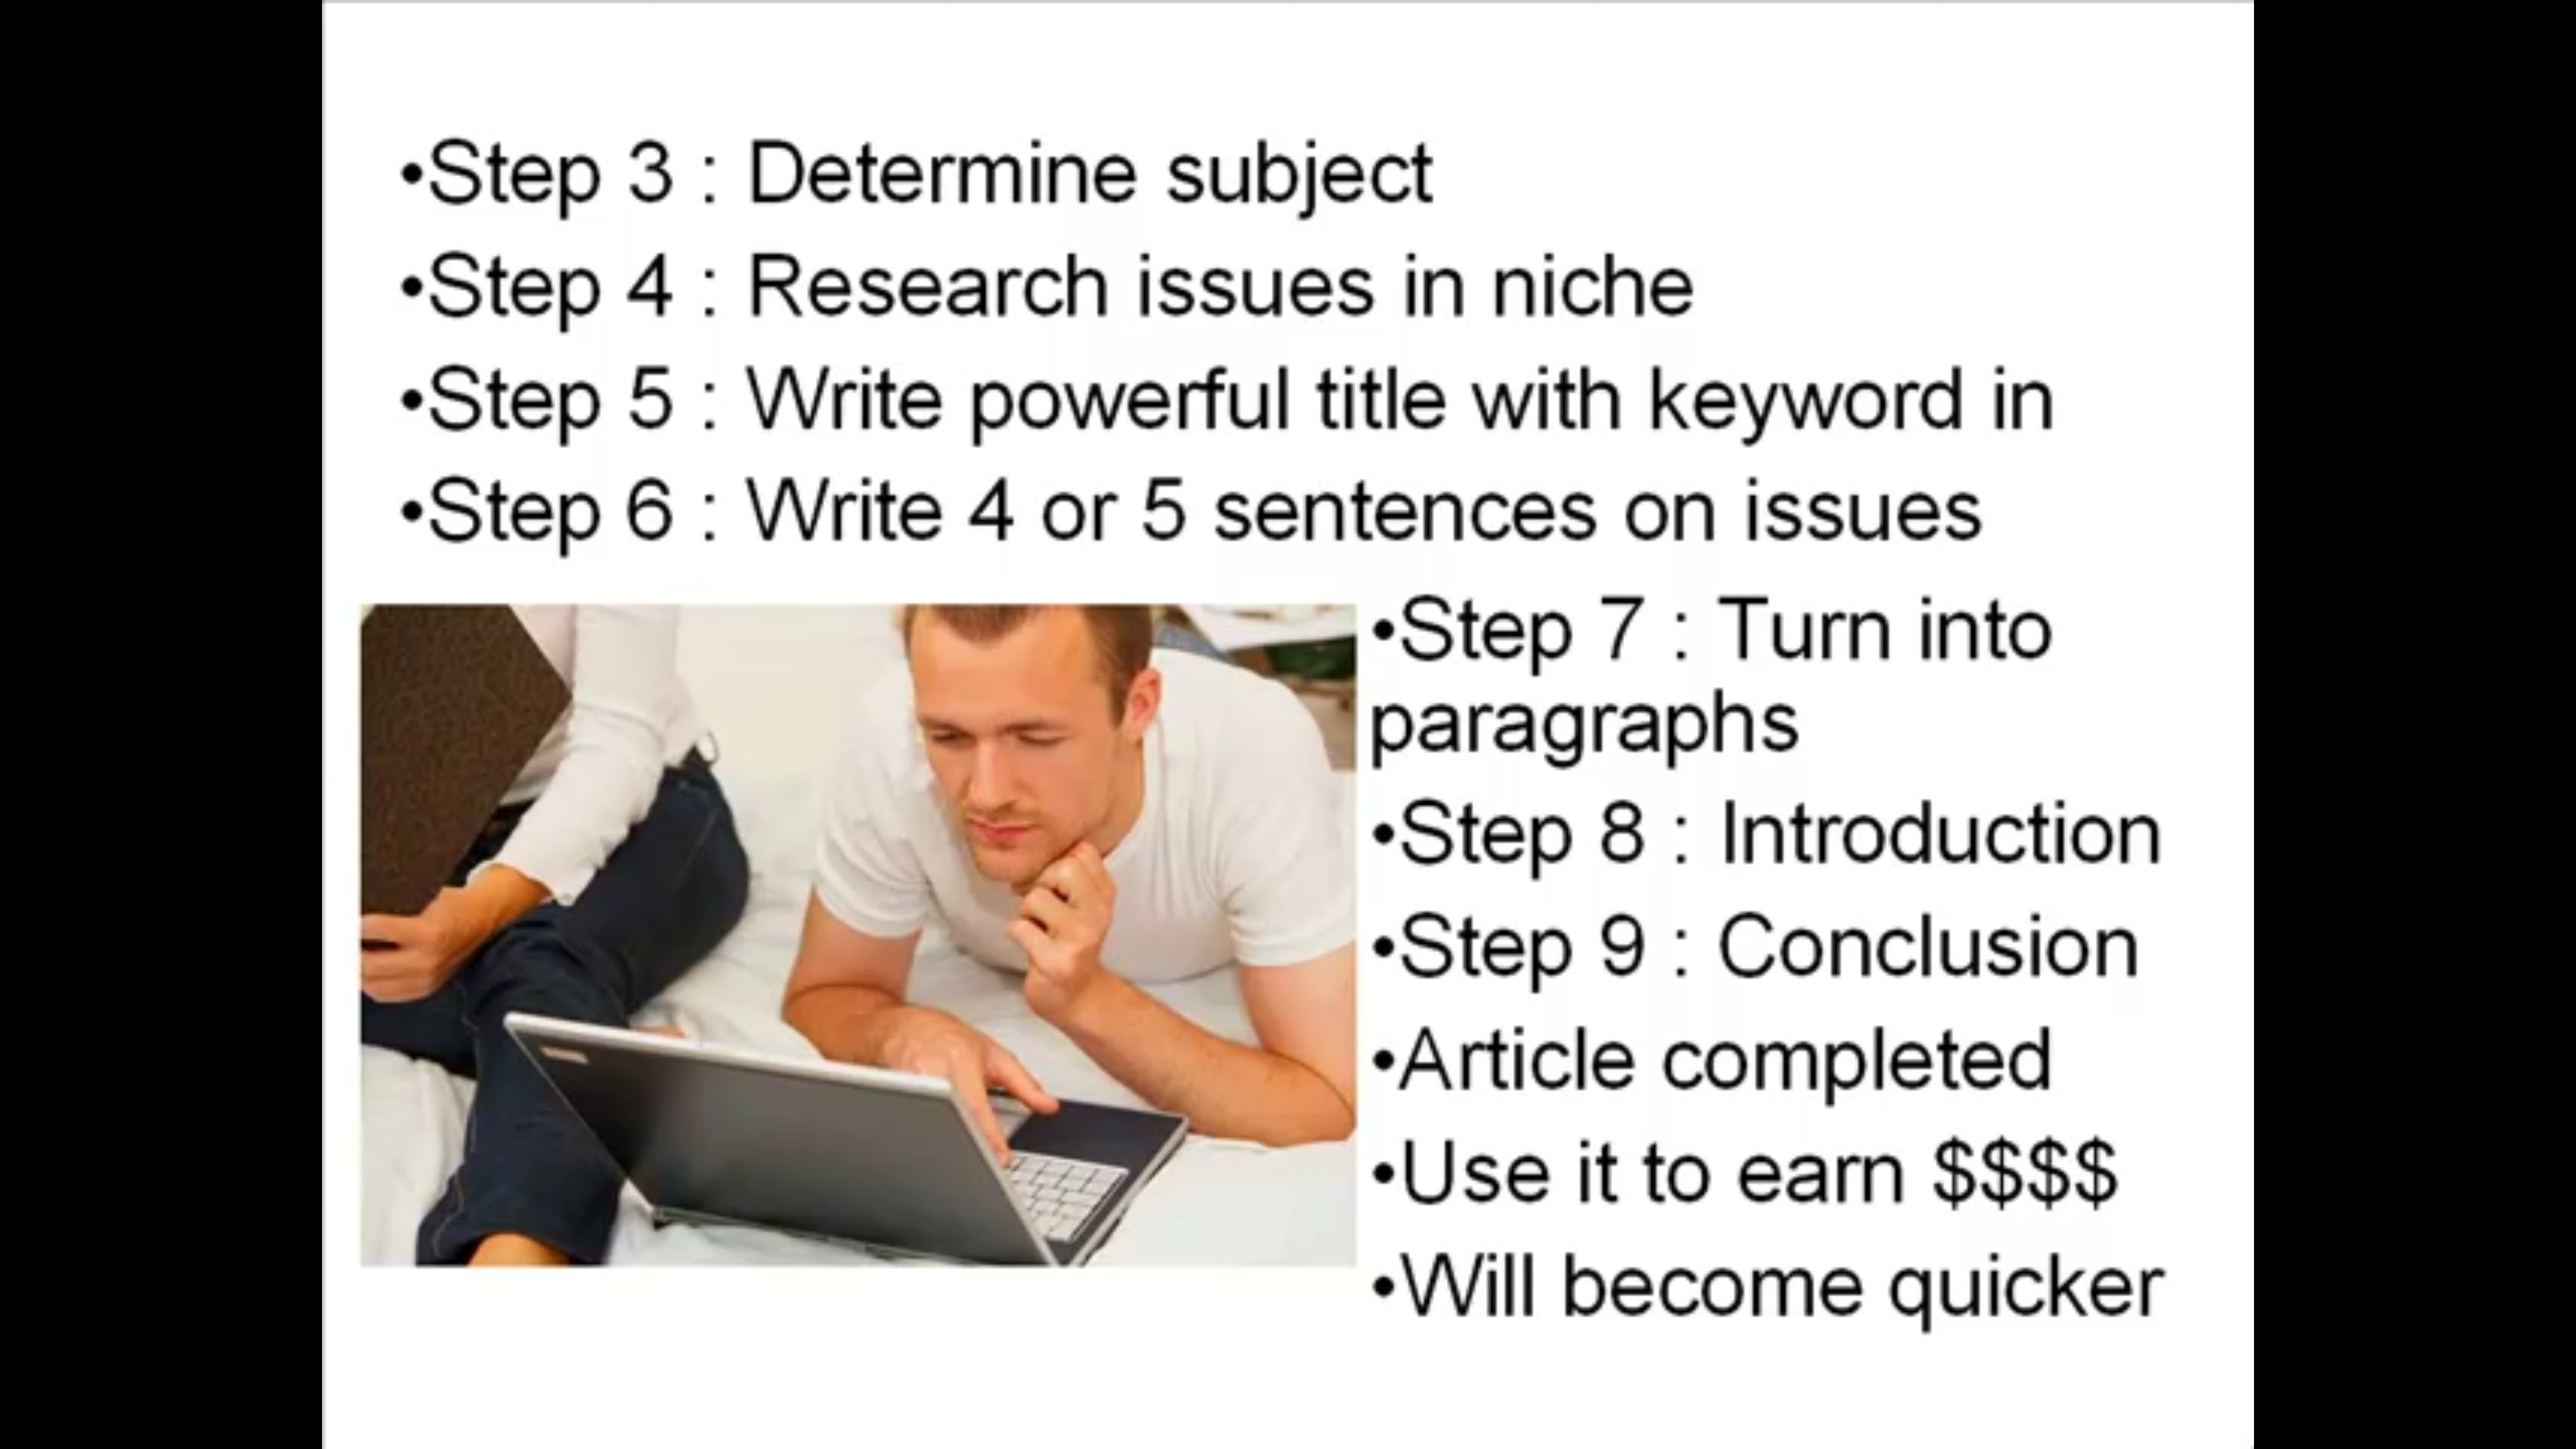 •Step 3 : Determine subject
•Step 4 : Research issues in niche
•Step 5 : Write powerful title with keyword in
•Step 6 : Write 4 or 5 sentences on issues
•Step 7 : Turn into
paragraphs
•Step 8 : Introduction
•Step 9 : Conclusion
•Article completed
•Use it to earn $$$$
•Will become quicker